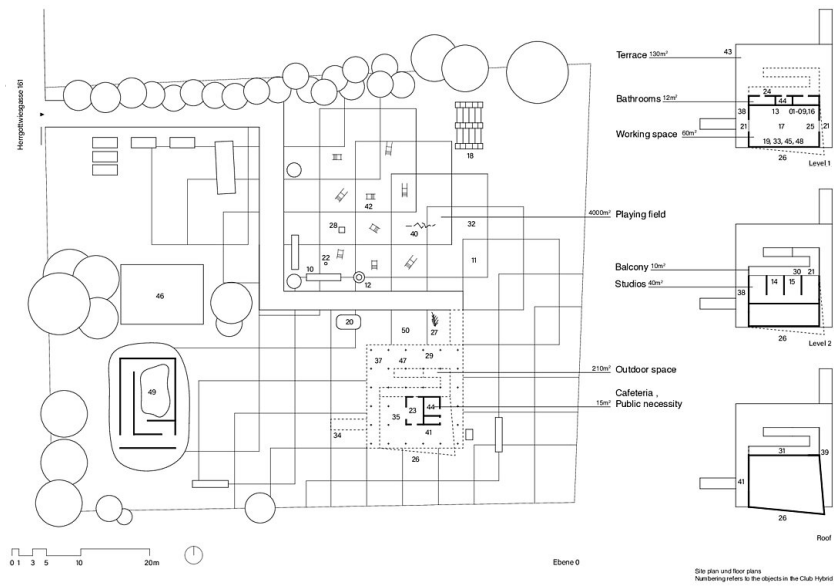 Herrgottwiesgasse 161
18
42
28
40
32
22
10
12
11
4000m² Playing field
46
20
50
27
37
47
29
210m² Outdoor space
49
35
23
44
Cafeteria ,
15m² Public necessity
34
41
26
0 1 3 5 10 20m
Ebene 0
Terrace 130m²
43
24
Bathrooms 12m²
44
38
13
01-09,16
21
17
25
21
Working space 60m²
19, 33, 45, 48
26
Level 1
Balcony 10m²
30
21
Studios 40m²
14
15
38
26
Level 2
31
39
41
26
Roof
Site plan und floor plans
Numbering refers to the objects in the Club Hybrid